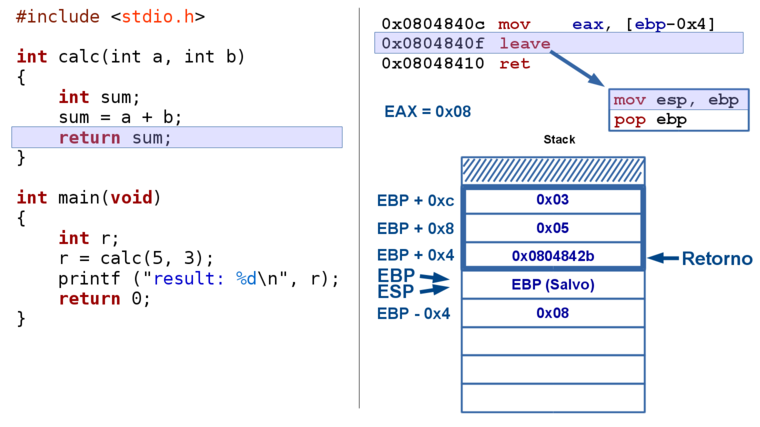 #include <stdio.h>
int calc(int a, int b)
{
int sum;
sum = a + b;
return sum;
}
int main(void)
{
int r;
r = calc(5, 3);
printf ("result: %d\n", r);
return 0;
}
0x0804840c mov eax, [ebp-0x4]
0x0804840f leave
0x08048410 ret
mov esp, ebp
pop ebp
EAX = 0x08
Stack
EBP + 0xc 0x03
EBP + 0x8 0x05
EBP + 0x4 0x0804842b Retorno
EBP
ESP
EBP (Salvo)
EBP - 0x4 0x08